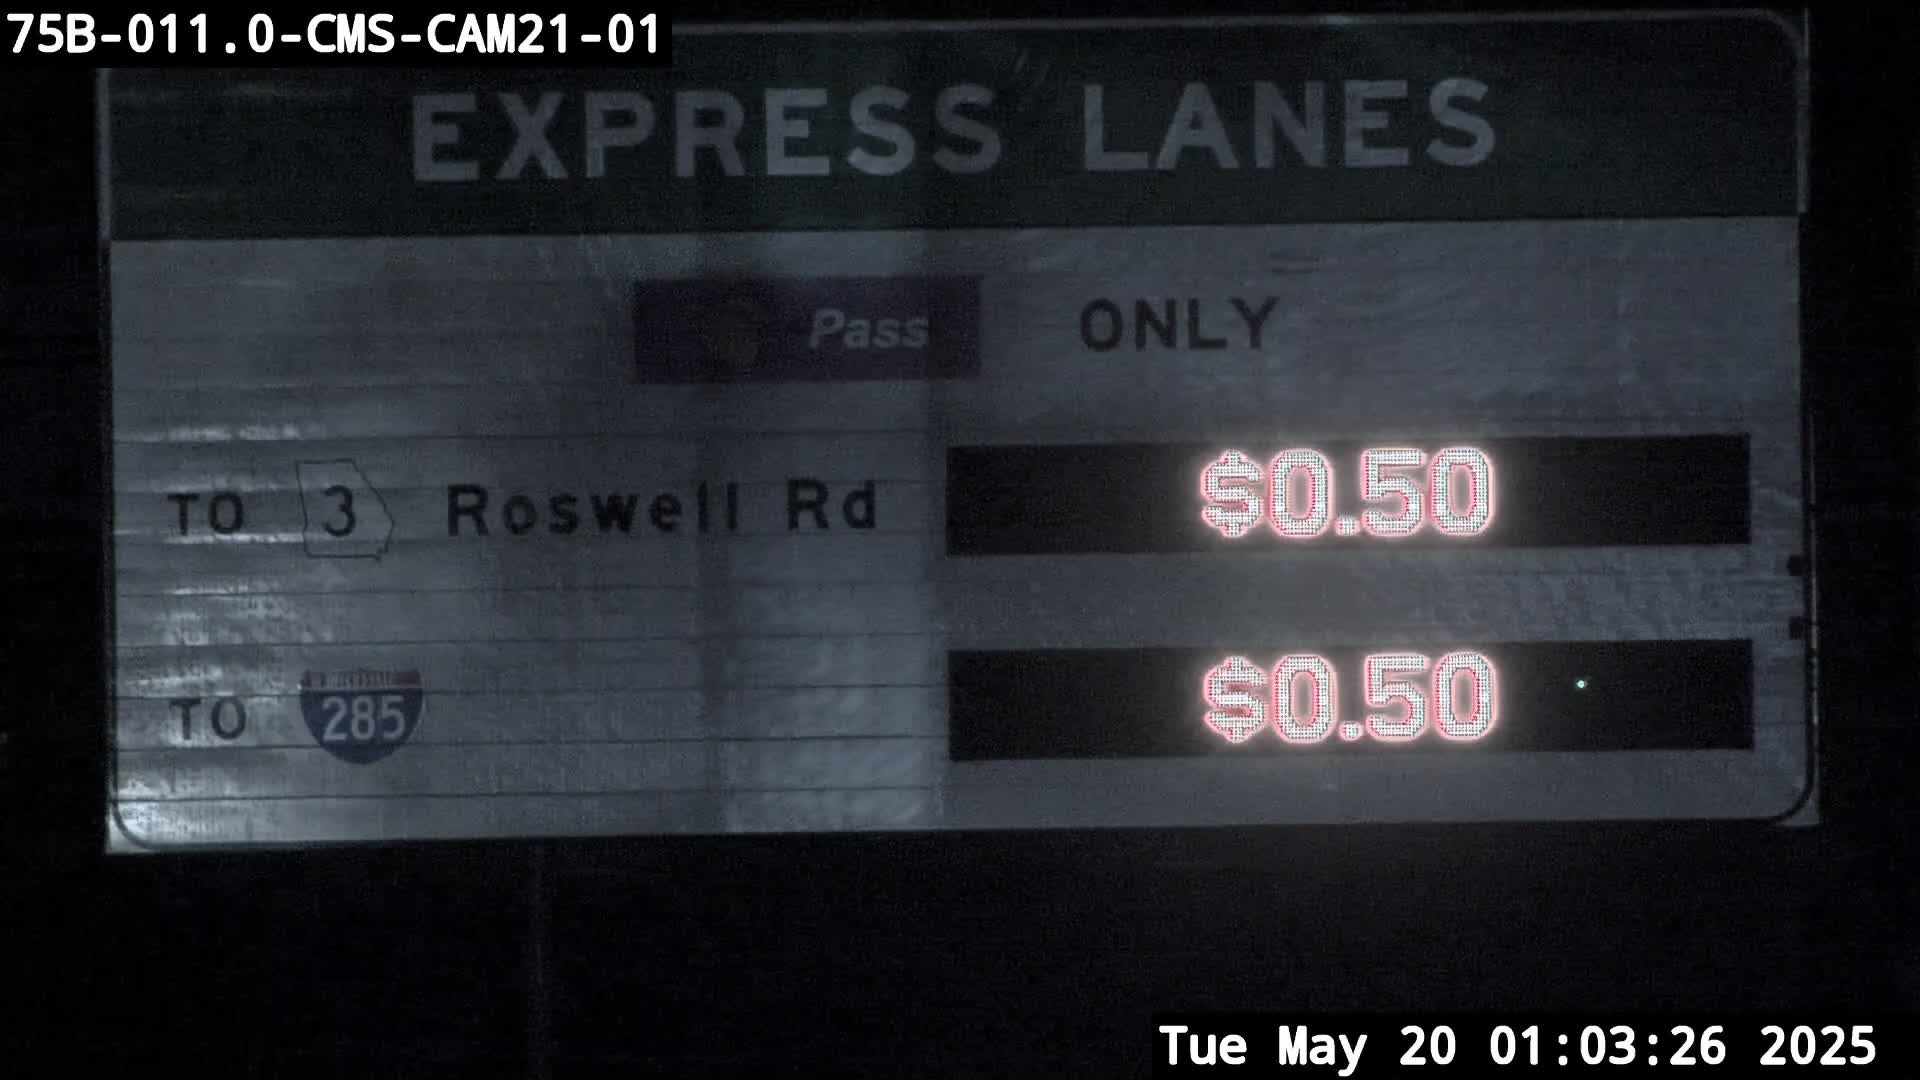 75B-011.0-CMS-CAM21-01
EXPRESS LANES
Pass ONLY
TO 3 Roswell Rd $0.50
TO 285 $0.50
Tue May 20 01:03:26 2025